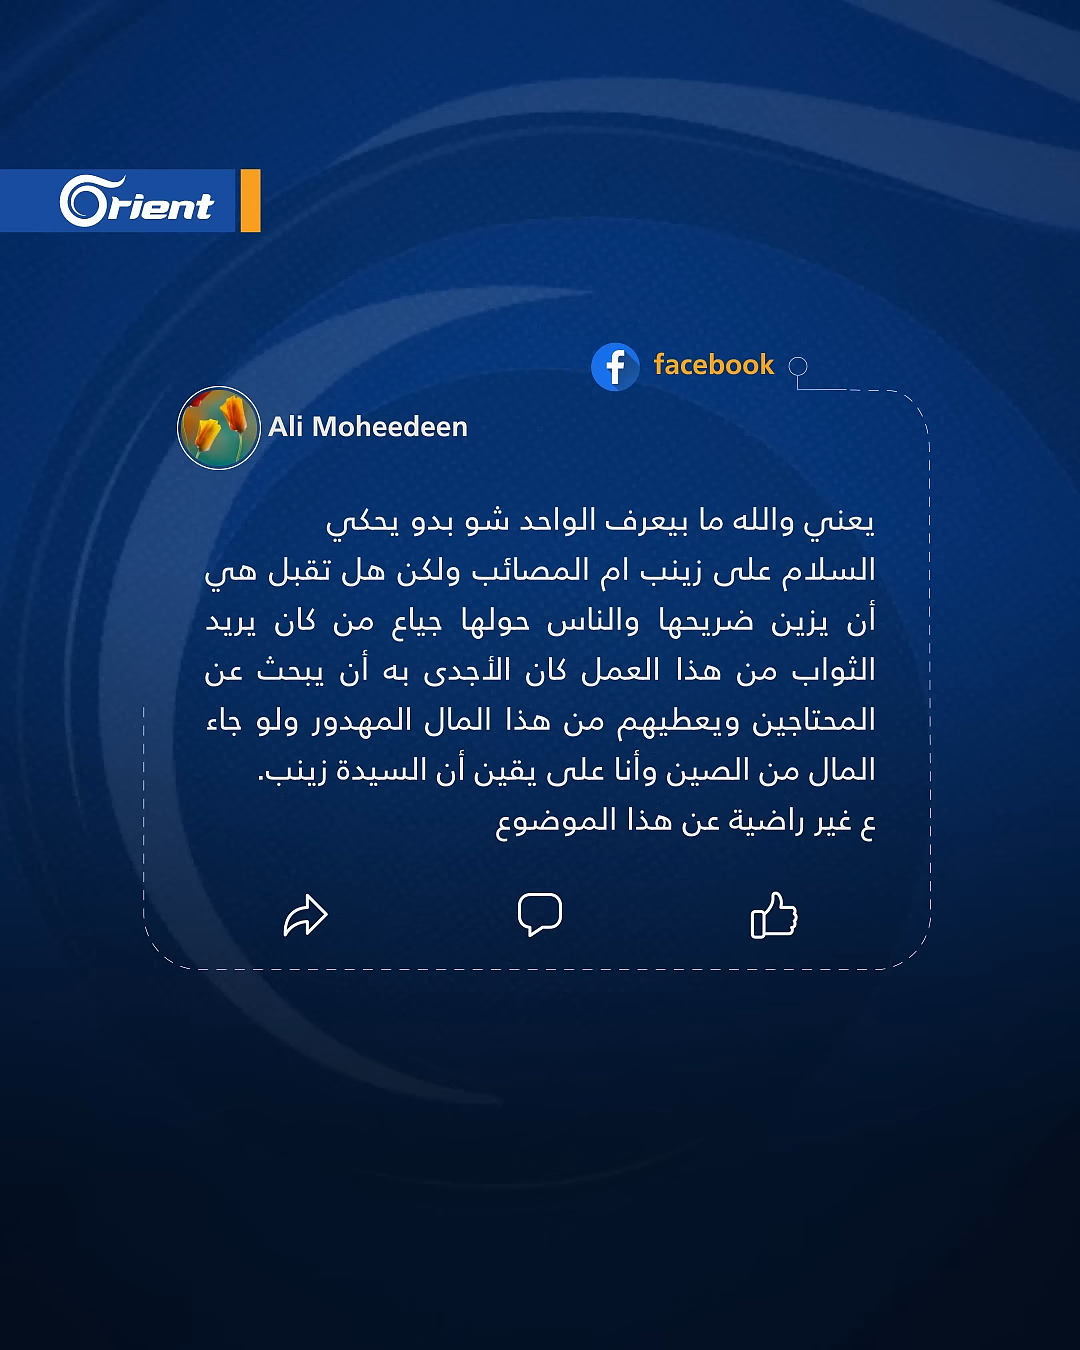 Orient
facebook
Ali Moheedeen
يعني والله ما بيعرف الواحد شو بدو يحكي
السلام على زينب ام المصائب ولكن هل تقبل هي
أن يزين ضريحها والناس حولها جياع من كان يريد
الثواب من هذا العمل كان الأجدى به أن يبحث عن
المحتاجين ويعطيهم من هذا المال المهدور ولو جاء
المال من الصين وأنا على يقين أن السيدة زينب.
ع غير راضية عن هذا الموضوع